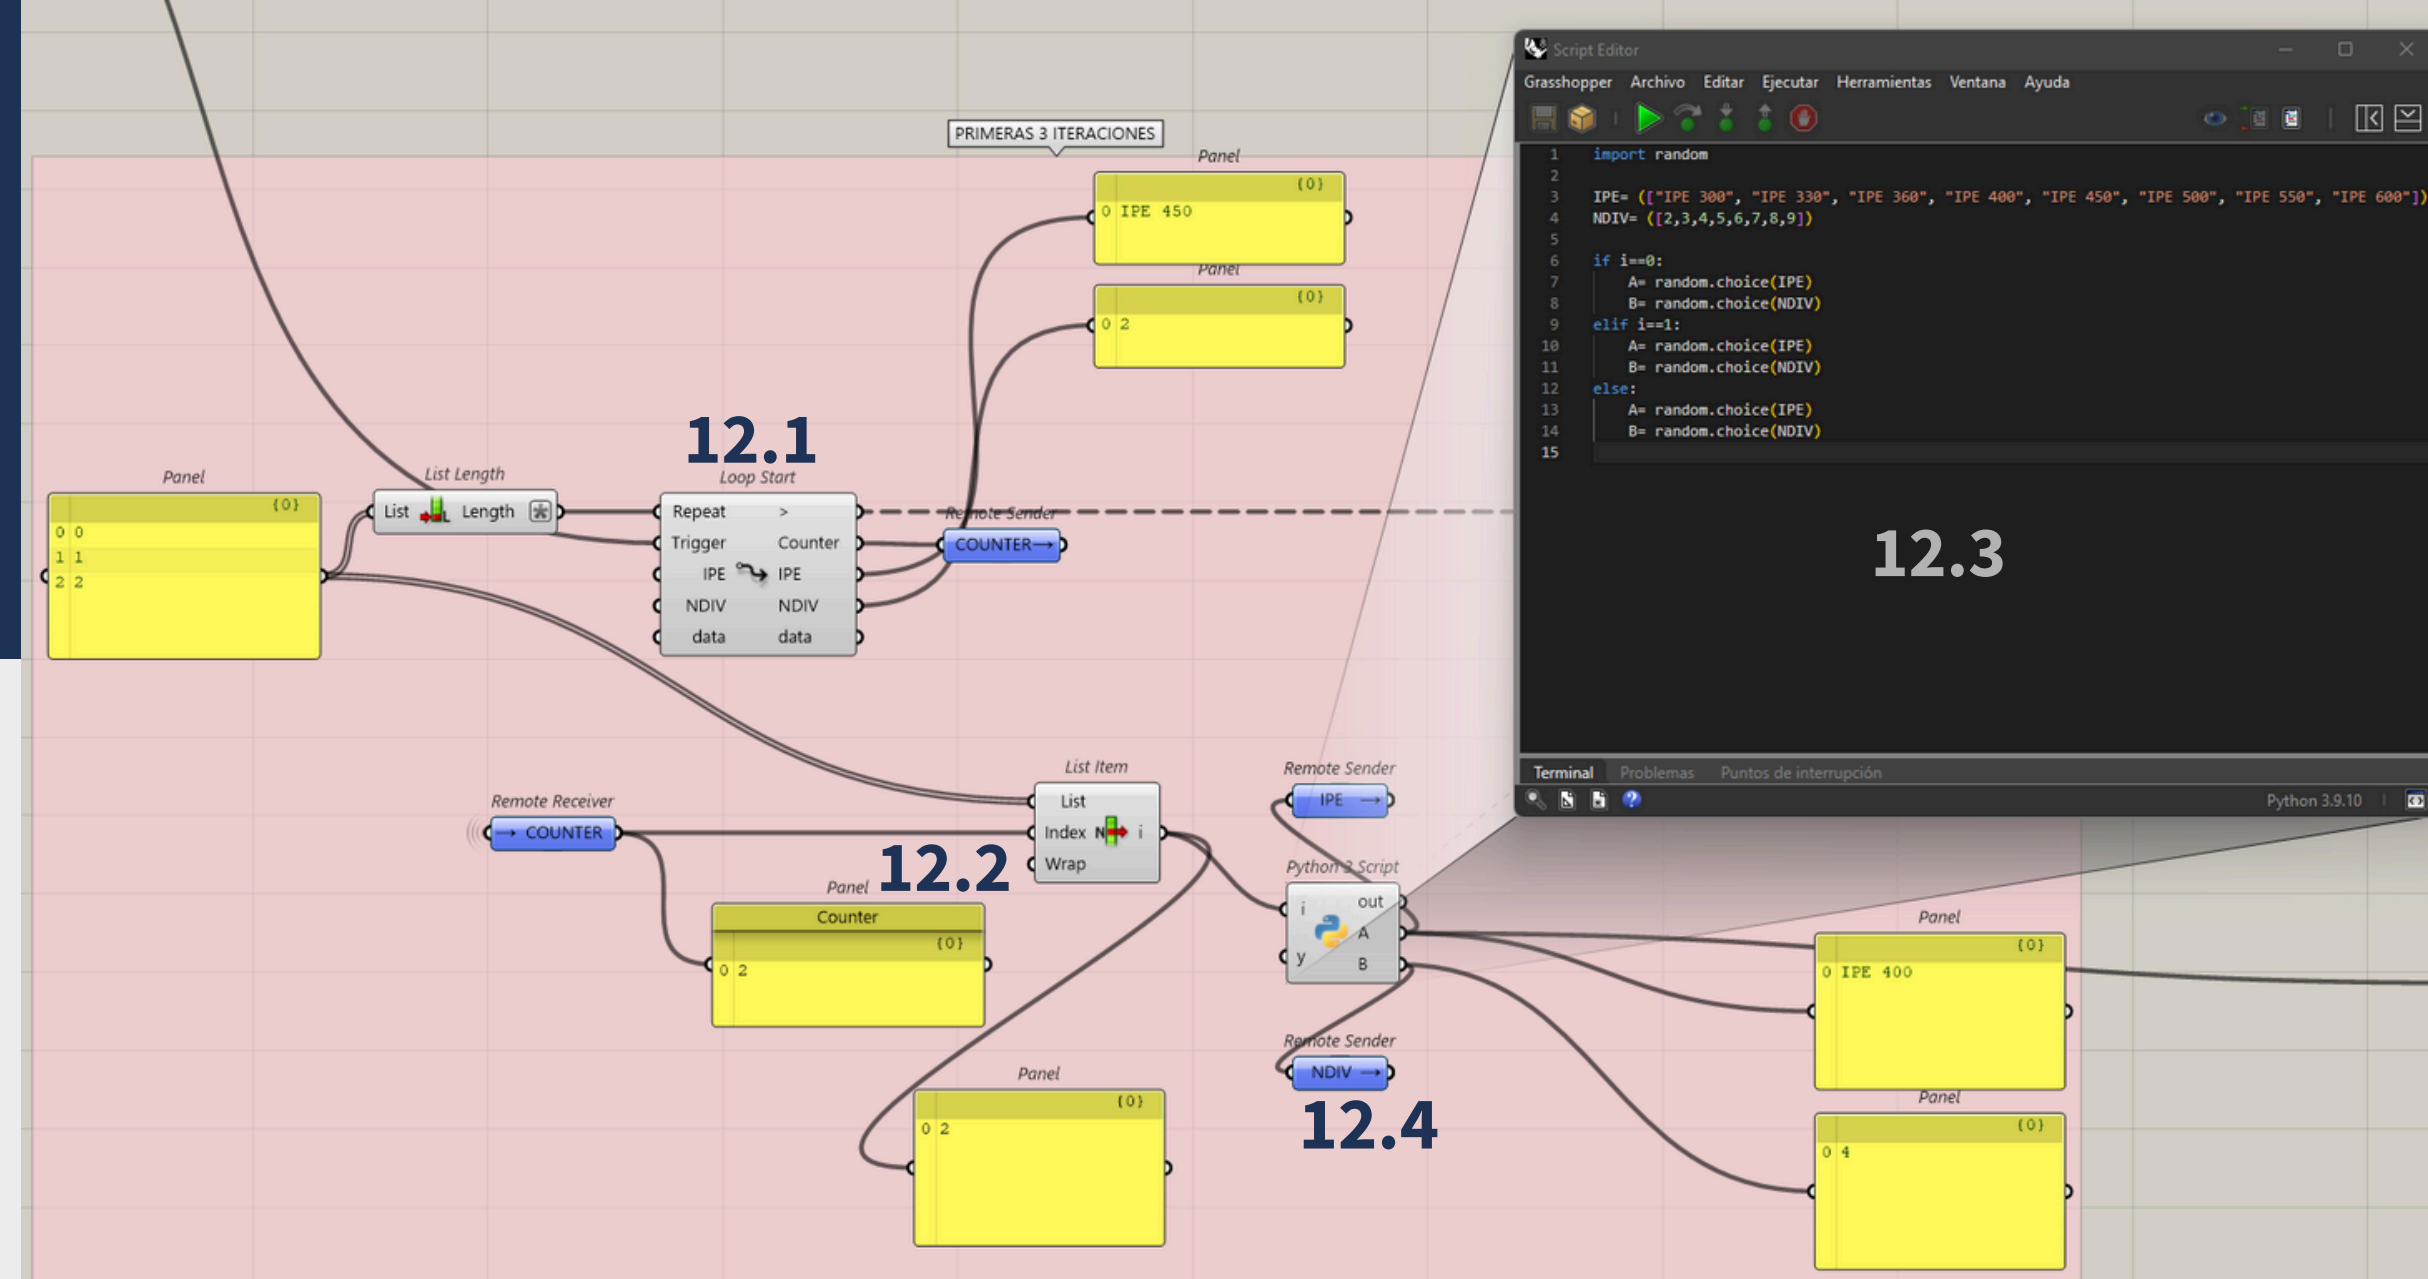 PRIMERAS 3 ITERACIONES
Panel
{0}
0 IPE 450
Panel
{0}
0 2
12.1
Panel
{0}
0 0
1 1
2 2
List Length
List Length
Loop Start
Repeat >
Trigger Counter
IPE IPE
NDIV NDIV
data data
Remote Sender
COUNTER→
Script Editor
Grasshopper Archivo Editar Ejecutar Herramientas Ventana Ayuda
1 import random
2
3 IPE= (["IPE 300", "IPE 330", "IPE 360", "IPE 400", "IPE 450", "IPE 500", "IPE 550", "IPE 600"])
4 NDIV= ([2,3,4,5,6,7,8,9])
5
6 if i==0:
7 A= random.choice(IPE)
8 B= random.choice(NDIV)
9 elif i==1:
10 A= random.choice(IPE)
11 B= random.choice(NDIV)
12 else:
13 A= random.choice(IPE)
14 B= random.choice(NDIV)
15
12.3
Terminal Problemas Puntos de interrupción
Python 3.9.10
Remote Receiver
→ COUNTER
12.2
Panel
Counter
{0}
0 2
List Item
List
Index N i
Wrap
Panel
{0}
0 2
Remote Sender
IPE →
Python 3 Script
i out
A
y B
Remote Sender
NDIV →
12.4
Panel
{0}
0 IPE 400
Panel
{0}
0 4